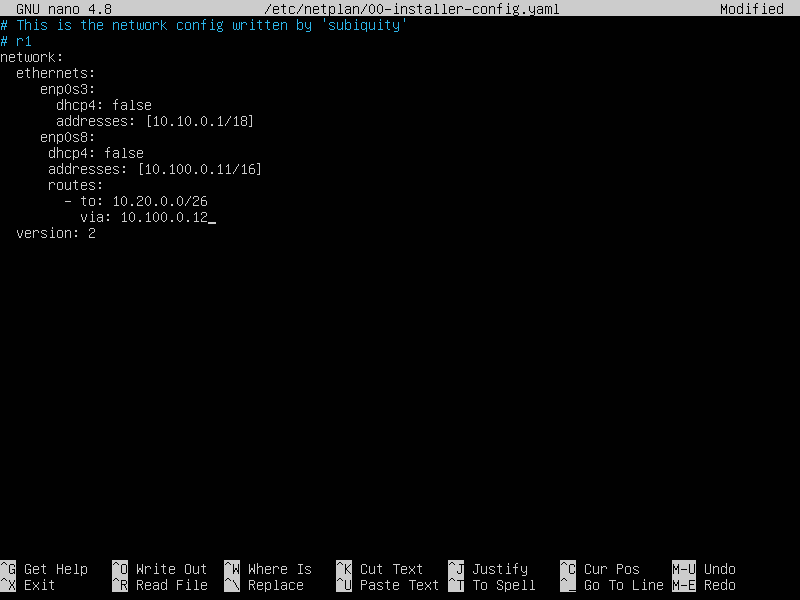 GNU nano 4.8 /etc/netplan/00-installer-config.yaml Modified
# This is the network config written by 'subiquity'
# r1
network:
  ethernets:
     enp0s3:
       dhcp4: false
       addresses: [10.10.0.1/18]
     enp0s8:
      dhcp4: false
      addresses: [10.100.0.11/16]
      routes:
        - to: 10.20.0.0/26
          via: 10.100.0.12_
  version: 2
^G Get Help ^O Write Out ^W Where Is ^K Cut Text ^J Justify ^C Cur Pos M-U Undo
^X Exit ^R Read File ^\ Replace ^U Paste Text ^T To Spell ^_ Go To Line M-E Redo